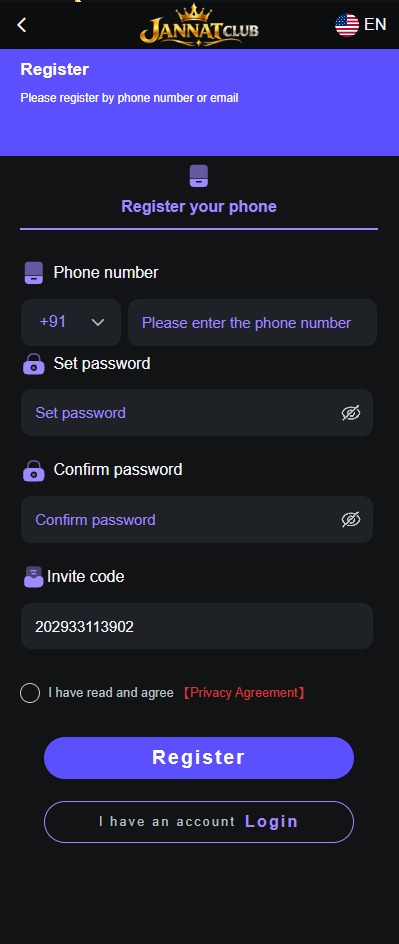 JANNATCLUB
EN
Register
Please register by phone number or email
Register your phone
Phone number
+91
Please enter the phone number
Set password
Set password
Confirm password
Confirm password
Invite code
202933113902
I have read and agree 【Privacy Agreement】
Register
I have an account Login